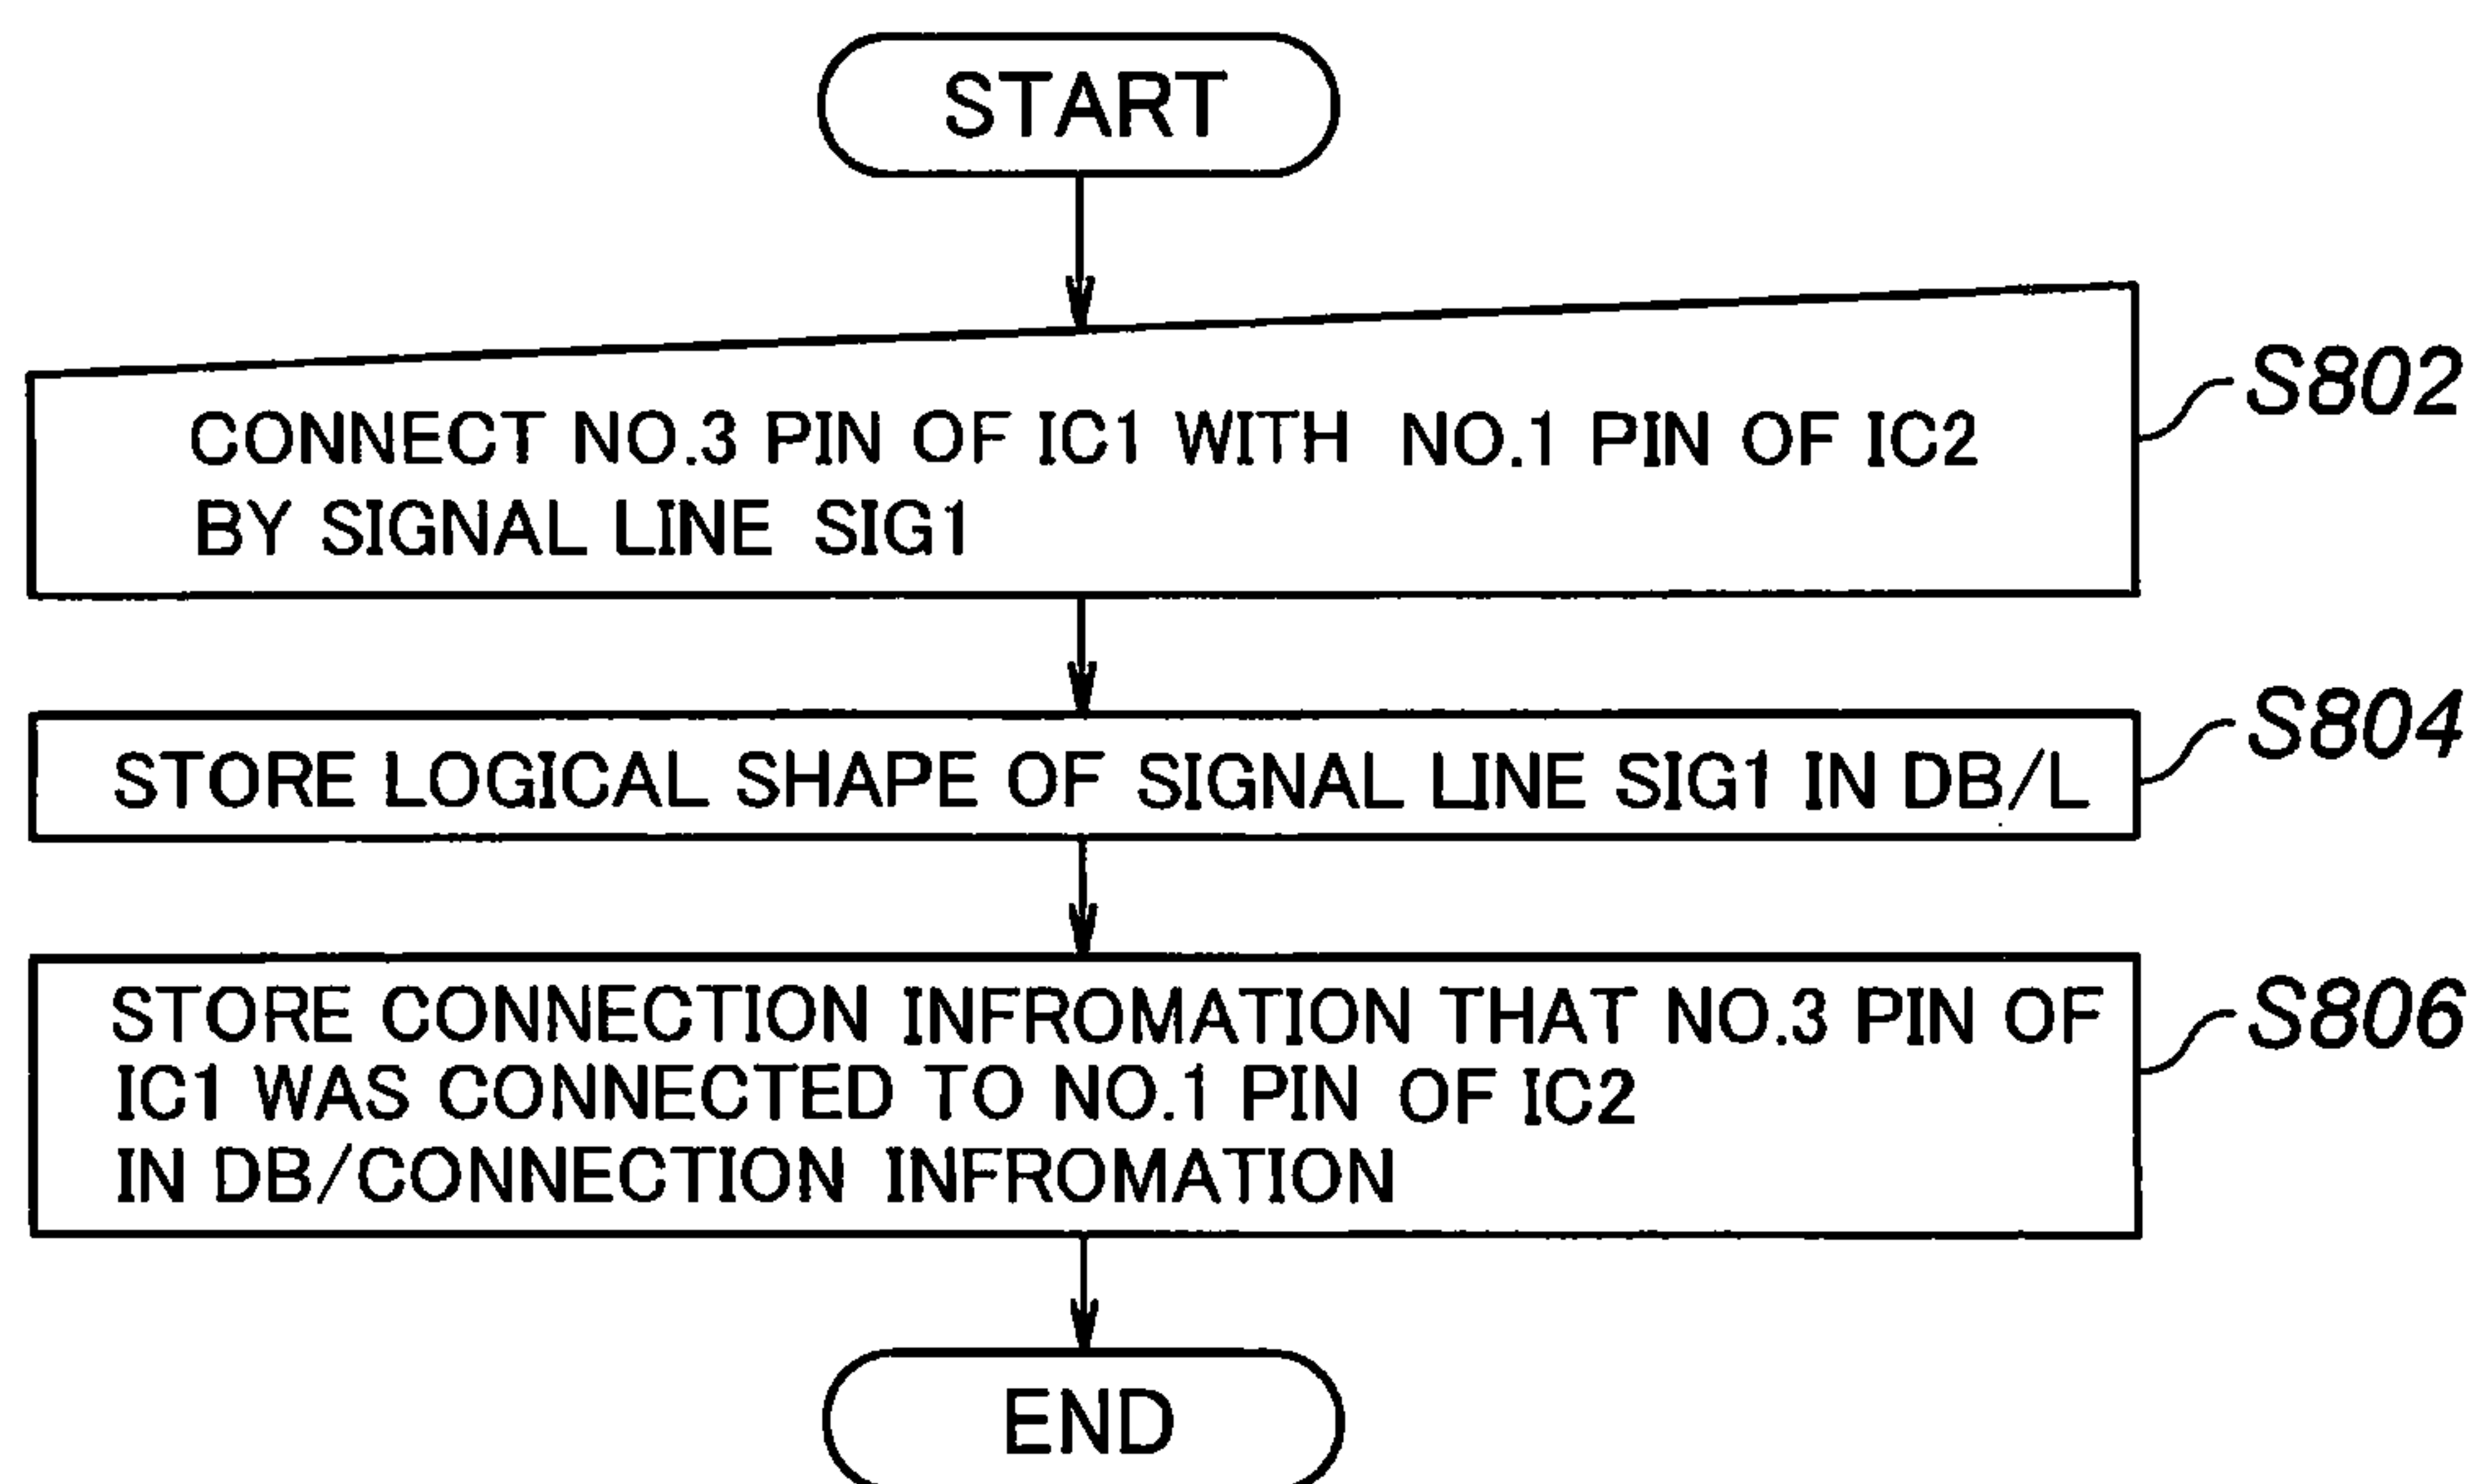 START
CONNECT NO.3 PIN OF IC1 WITH NO.1 PIN OF IC2
BY SIGNAL LINE SIG1
S802
STORE LOGICAL SHAPE OF SIGNAL LINE SIG1 IN DB/L
S804
STORE CONNECTION INFROMATION THAT NO.3 PIN OF
IC1 WAS CONNECTED TO NO.1 PIN OF IC2
IN DB/CONNECTION INFROMATION
S806
END